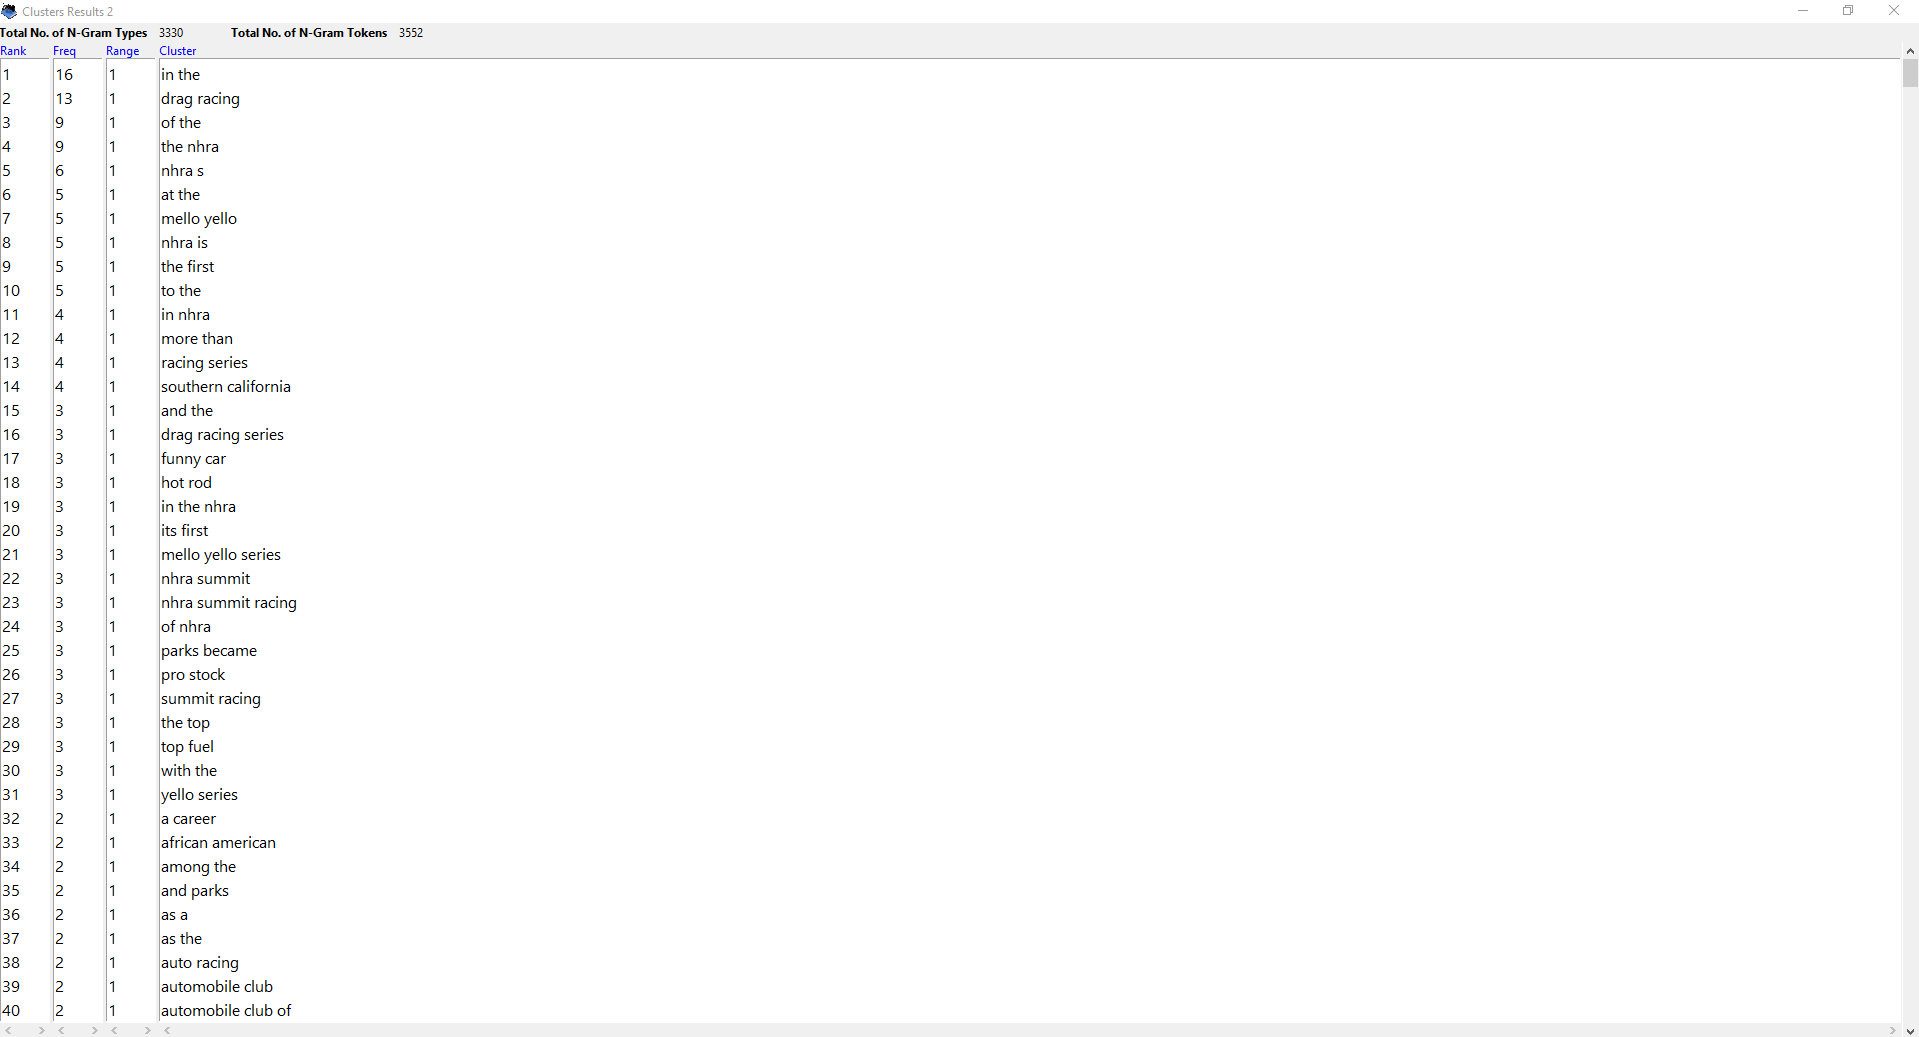 Clusters Results 2
Total No. of N-Gram Types 3330 Total No. of N-Gram Tokens 3552
Rank Freq Range Cluster
1 16 1 in the
2 13 1 drag racing
3 9 1 of the
4 9 1 the nhra
5 6 1 nhra s
6 5 1 at the
7 5 1 mello yello
8 5 1 nhra is
9 5 1 the first
10 5 1 to the
11 4 1 in nhra
12 4 1 more than
13 4 1 racing series
14 4 1 southern california
15 3 1 and the
16 3 1 drag racing series
17 3 1 funny car
18 3 1 hot rod
19 3 1 in the nhra
20 3 1 its first
21 3 1 mello yello series
22 3 1 nhra summit
23 3 1 nhra summit racing
24 3 1 of nhra
25 3 1 parks became
26 3 1 pro stock
27 3 1 summit racing
28 3 1 the top
29 3 1 top fuel
30 3 1 with the
31 3 1 yello series
32 2 1 a career
33 2 1 african american
34 2 1 among the
35 2 1 and parks
36 2 1 as a
37 2 1 as the
38 2 1 auto racing
39 2 1 automobile club
40 2 1 automobile club of